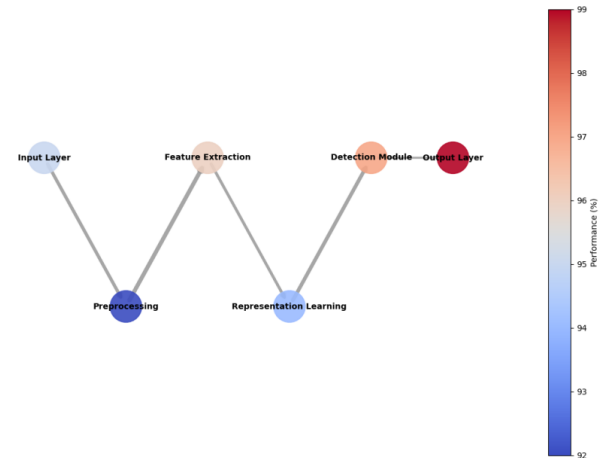 Input Layer
Feature Extraction
Detection Module
Output Layer
Preprocessing
Representation Learning
99
98
97
96
95
94
93
92
Performance (%)